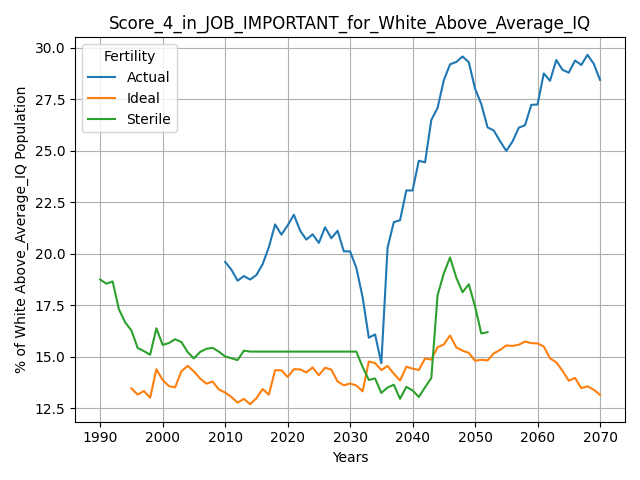 Score_4_in_JOB_IMPORTANT_for_White_Above_Average_IQ
% of White Above_Average_IQ Population
30.0
27.5
25.0
22.5
20.0
17.5
15.0
12.5
Fertility
Actual
Ideal
Sterile
1990 2000 2010 2020 2030 2040 2050 2060 2070
Years